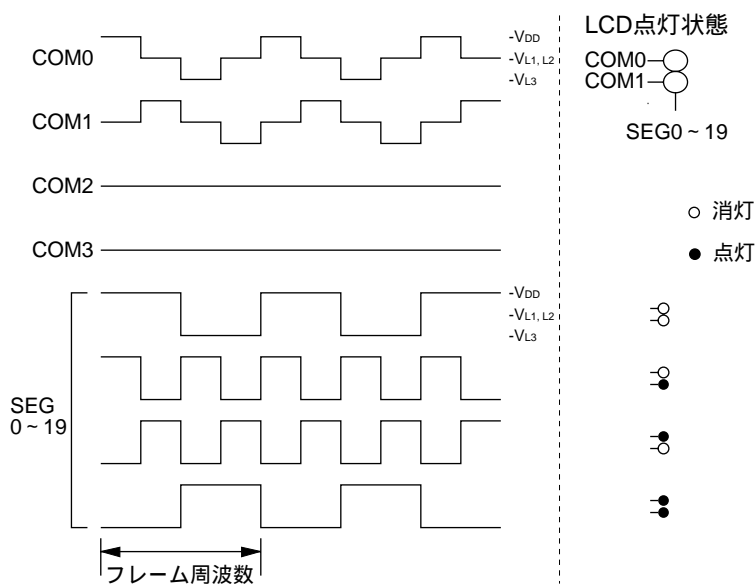 COM0
-VDD
-VL1, L2
-VL3
COM1
COM2
COM3
-VDD
-VL1, L2
-VL3
SEG
0 ~ 19
フレーム周波数
LCD点灯状態
COM0
COM1
SEG0 ~ 19
消灯
点灯